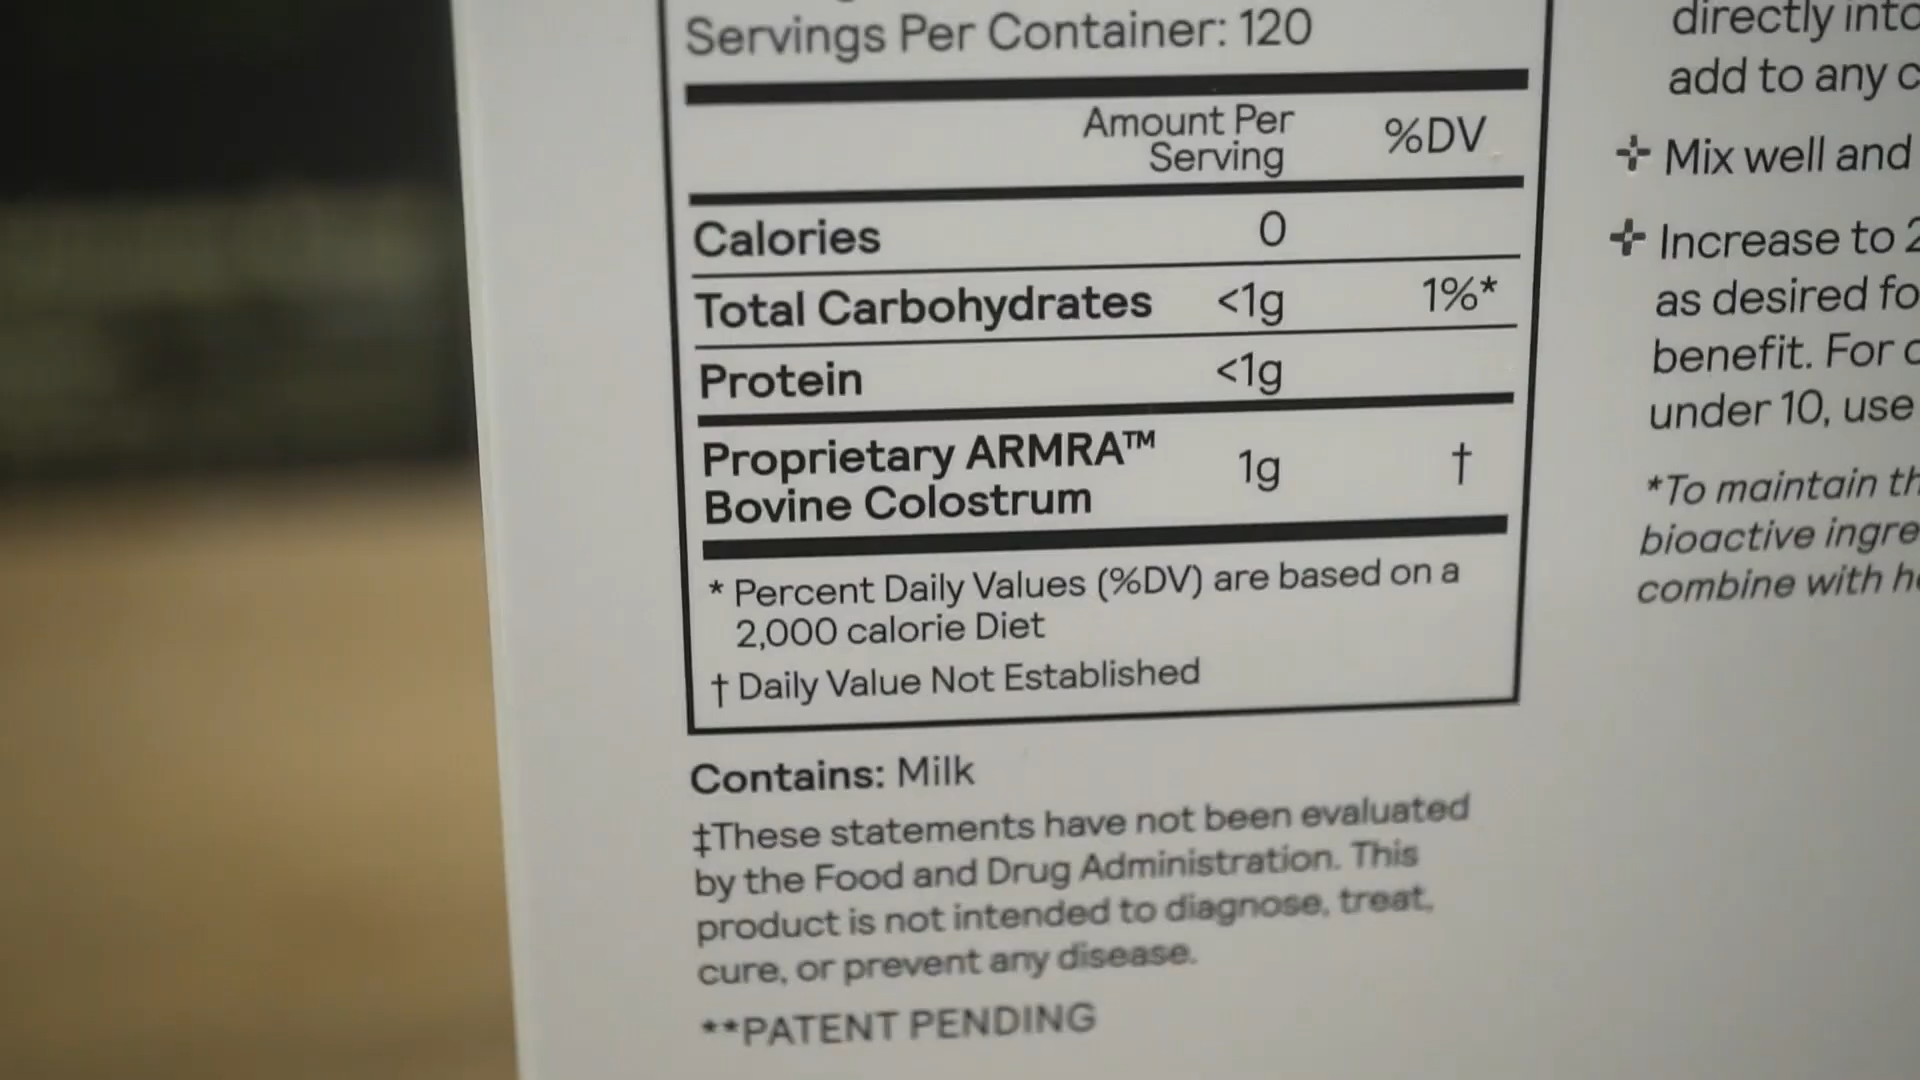 Servings Per Container: 120
Amount Per
Serving
%DV
Calories 0
Total Carbohydrates <1g 1%*
Protein <1g
Proprietary ARMRA™
Bovine Colostrum
1g †
* Percent Daily Values (%DV) are based on a
2,000 calorie Diet
† Daily Value Not Established
Contains: Milk
‡These statements have not been evaluated
by the Food and Drug Administration. This
product is not intended to diagnose, treat,
cure, or prevent any disease.
**PATENT PENDING
directly into
add to any
✢ Mix well and
✢ Increase to 2
as desired
benefit. For
under 10, use
*To maintain
bioactive
combine with